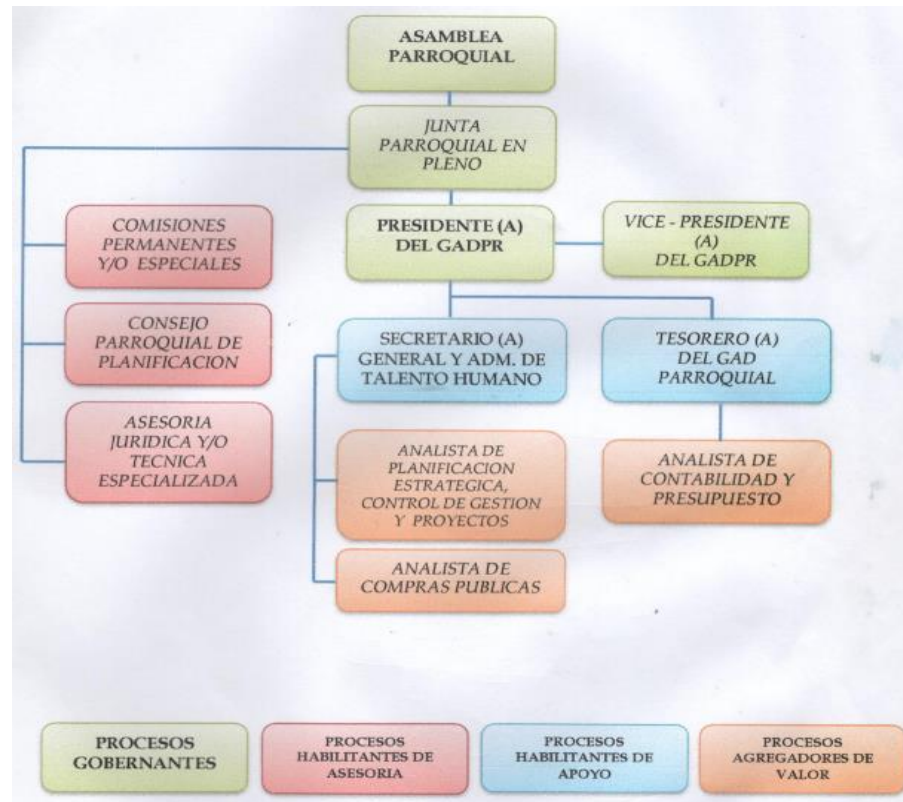 ASAMBLEA
PARROQUIAL
JUNTA
PARROQUIAL EN
PLENO
COMISIONES
PERMANENTES
Y/O ESPECIALES
PRESIDENTE (A)
DEL GADPR
VICE - PRESIDENTE
(A)
DEL GADPR
CONSEJO
PARROQUIAL DE
PLANIFICACION
SECRETARIO (A)
GENERAL Y ADM. DE
TALENTO HUMANO
TESORERO (A)
DEL GAD
PARROQUIAL
ASESORIA
JURIDICA Y/O
TECNICA
ESPECIALIZADA
ANALISTA DE
PLANIFICACION
ESTRATEGICA,
CONTROL DE GESTION
Y PROYECTOS
ANALISTA DE
CONTABILIDAD Y
PRESUPUESTO
ANALISTA DE
COMPRAS PUBLICAS
PROCESOS
GOBERNANTES
PROCESOS
HABILITANTES DE
ASESORIA
PROCESOS
HABILITANTES DE
APOYO
PROCESOS
AGREGADORES DE
VALOR